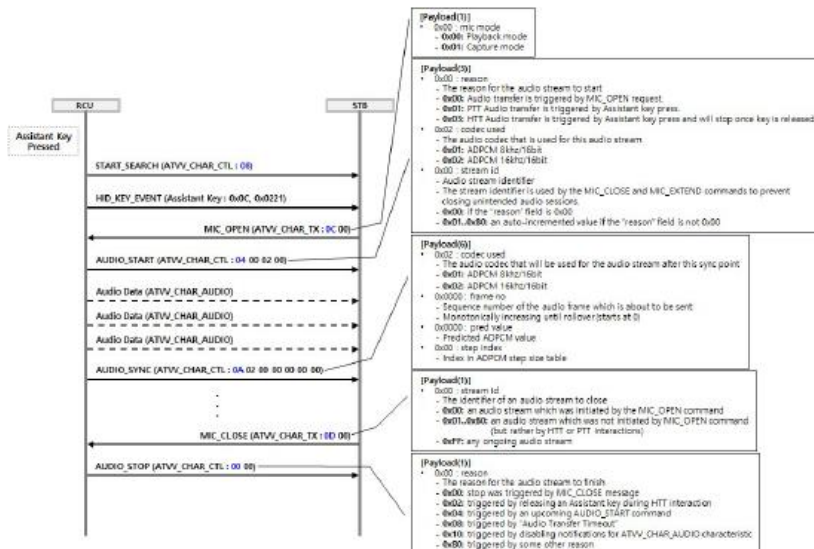 [Payload(1)]
• 0x00 : mic mode
- 0x00: Playback mode
- 0x01: Capture mode
[Payload(3)]
• 0x00 : reason
- The reason for the audio stream to start
- 0x00: Audio transfer is triggered by MIC_OPEN request.
- 0x01: PTT Audio transfer is triggered by Assistant key press.
- 0x03: HTT Audio transfer is triggered by Assistant key press and will stop once key is released
• 0x02 : codec used
- The audio codec that is used for this audio stream
- 0x01: ADPCM 8khz/16bit
- 0x02: ADPCM 16khz/16bit
• 0x00 : stream id
- Audio stream identifier
- The stream identifier is used by the MIC_CLOSE and MIC_EXTEND commands to prevent
closing unintended audio sessions.
- 0x00: if the "reason" field is 0x00
- 0x01..0x80: an auto-incremented value if the "reason" field is not 0x00
RCU
STB
Assistant Key
Pressed
START_SEARCH (ATVV_CHAR_CTL : 08)
HID_KEY_EVENT (Assistant Key : 0x0C, 0x0221)
MIC_OPEN (ATVV_CHAR_TX : 0C 00)
AUDIO_START (ATVV_CHAR_CTL : 04 00 02 00)
Audio Data (ATVV_CHAR_AUDIO)
Audio Data (ATVV_CHAR_AUDIO)
Audio Data (ATVV_CHAR_AUDIO)
AUDIO_SYNC (ATVV_CHAR_CTL : 0A 02 00 00 00 00 00)
MIC_CLOSE (ATVV_CHAR_TX : 0D 00)
AUDIO_STOP (ATVV_CHAR_CTL : 00 00)
[Payload(6)]
• 0x02 : codec used
- The audio codec that will be used for the audio stream after this sync point
- 0x01: ADPCM 8khz/16bit
- 0x02: ADPCM 16khz/16bit
• 0x0000 : frame no
- Sequence number of the audio frame which is about to be sent
- Monotonically increasing until rollover(starts at 0)
• 0x0000 : pred value
- Predicted ADPCM value
• 0x00 : step index
- Index in ADPCM step size table
[Payload(1)]
• 0x00 : stream id
- The identifier of an audio stream to close
- 0x00: an audio stream which was initiated by the MIC_OPEN command
- 0x01..0x80: an audio stream which was not initiated by MIC_OPEN command
(but rather by HTT or PTT interactions)
- 0xFF: any ongoing audio stream
[Payload(1)]
• 0x00 : reason
- The reason for the audio stream to finish
- 0x00: stop was triggered by MIC_CLOSE message
- 0x02: triggered by releasing an Assistant key during HTT interaction
- 0x04: triggered by an upcoming AUDIO_START command
- 0x08: triggered by "Audio Transfer Timeout"
- 0x10: triggered by disabling notifications for ATVV_CHAR_AUDIO characteristic
- 0x80: triggered by some other reason